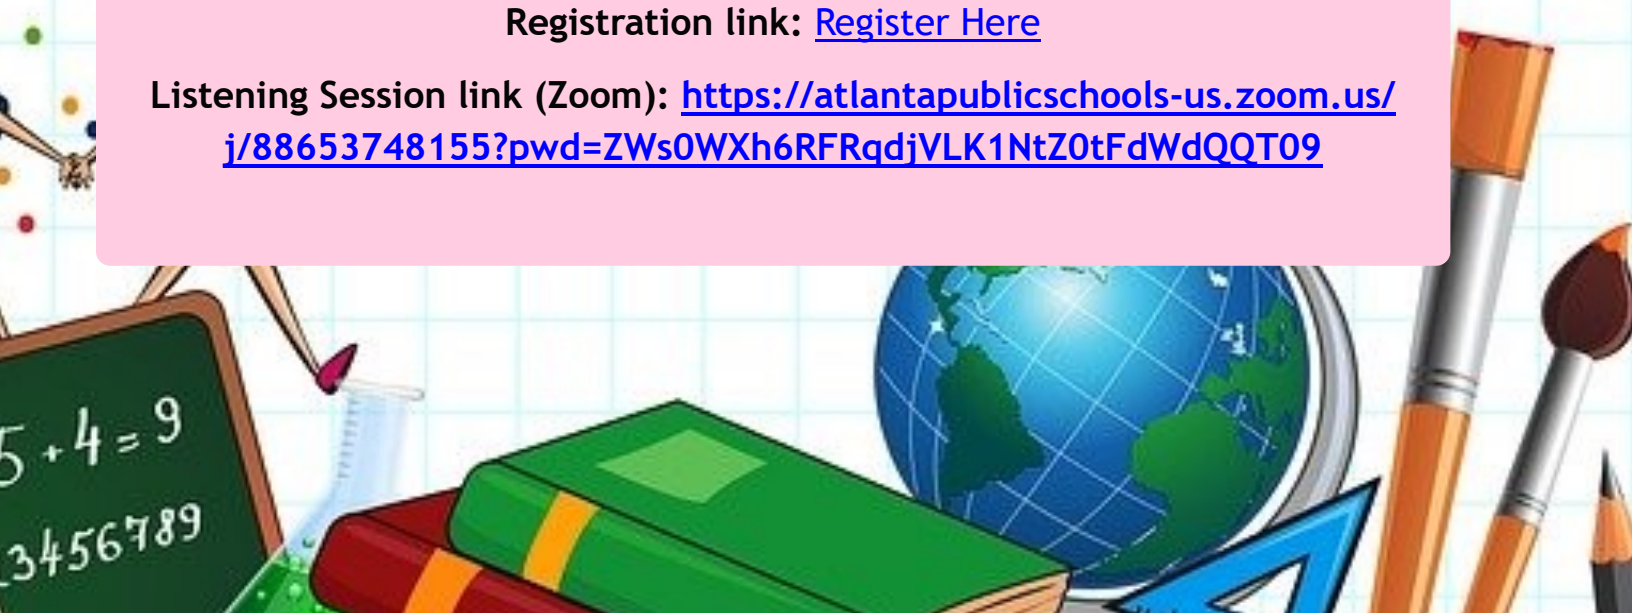 Registration link: Register Here
Listening Session link (Zoom): https://atlantapublicschools-us.zoom.us/
j/88653748155?pwd=ZWs0WXh6RFRqdjVLK1NtZ0tFdWdQQT09
5+4=9
3456789